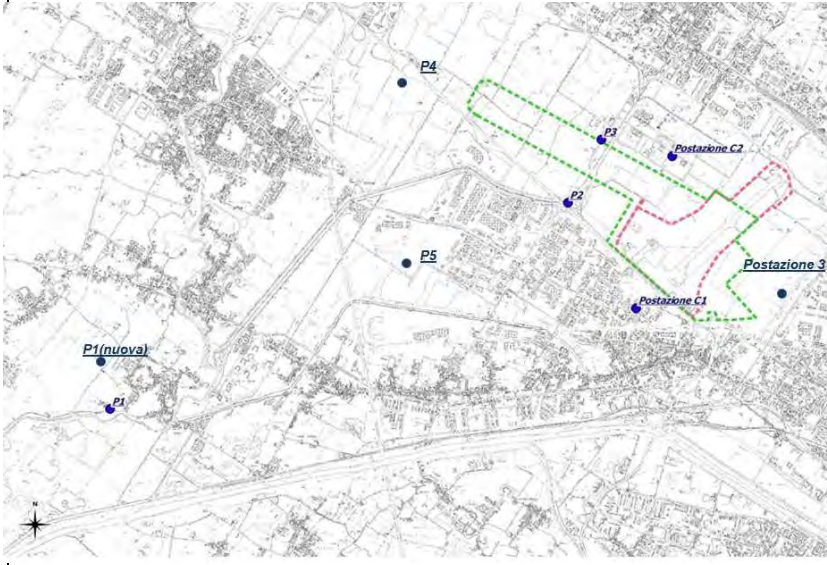 P4
P3
Postazione C2
P2
P5
Postazione 3
Postazione C1
P1(nuova)
P1
N